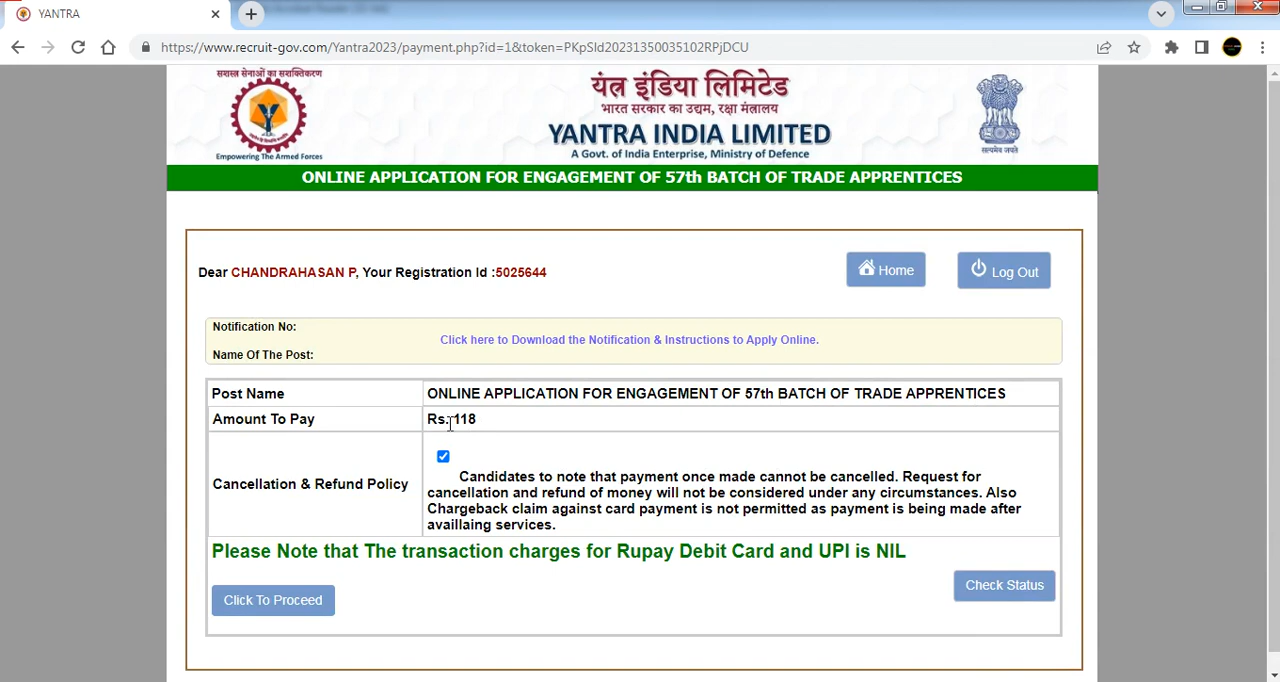 YANTRA
https://www.recruit-gov.com/Yantra2023/payment.php?id=1&token=PKpSld20231350035102RPjDCU
सशस्त्र सेनाओं का सशक्तिकरण
Empowering The Armed Forces
यंत्र इंडिया लिमिटेड
भारत सरकार का उद्यम, रक्षा मंत्रालय
YANTRA INDIA LIMITED
A Govt. of India Enterprise, Ministry of Defence
सत्यमेव जयते
ONLINE APPLICATION FOR ENGAGEMENT OF 57th BATCH OF TRADE APPRENTICES
Dear CHANDRAHASAN P, Your Registration Id :5025644
Home
Log Out
Notification No:
Click here to Download the Notification & Instructions to Apply Online.
Name Of The Post:
Post Name ONLINE APPLICATION FOR ENGAGEMENT OF 57th BATCH OF TRADE APPRENTICES
Amount To Pay Rs. 118
Cancellation & Refund Policy
Candidates to note that payment once made cannot be cancelled. Request for
cancellation and refund of money will not be considered under any circumstances. Also
Chargeback claim against card payment is not permitted as payment is being made after
availlaing services.
Please Note that The transaction charges for Rupay Debit Card and UPI is NIL
Check Status
Click To Proceed